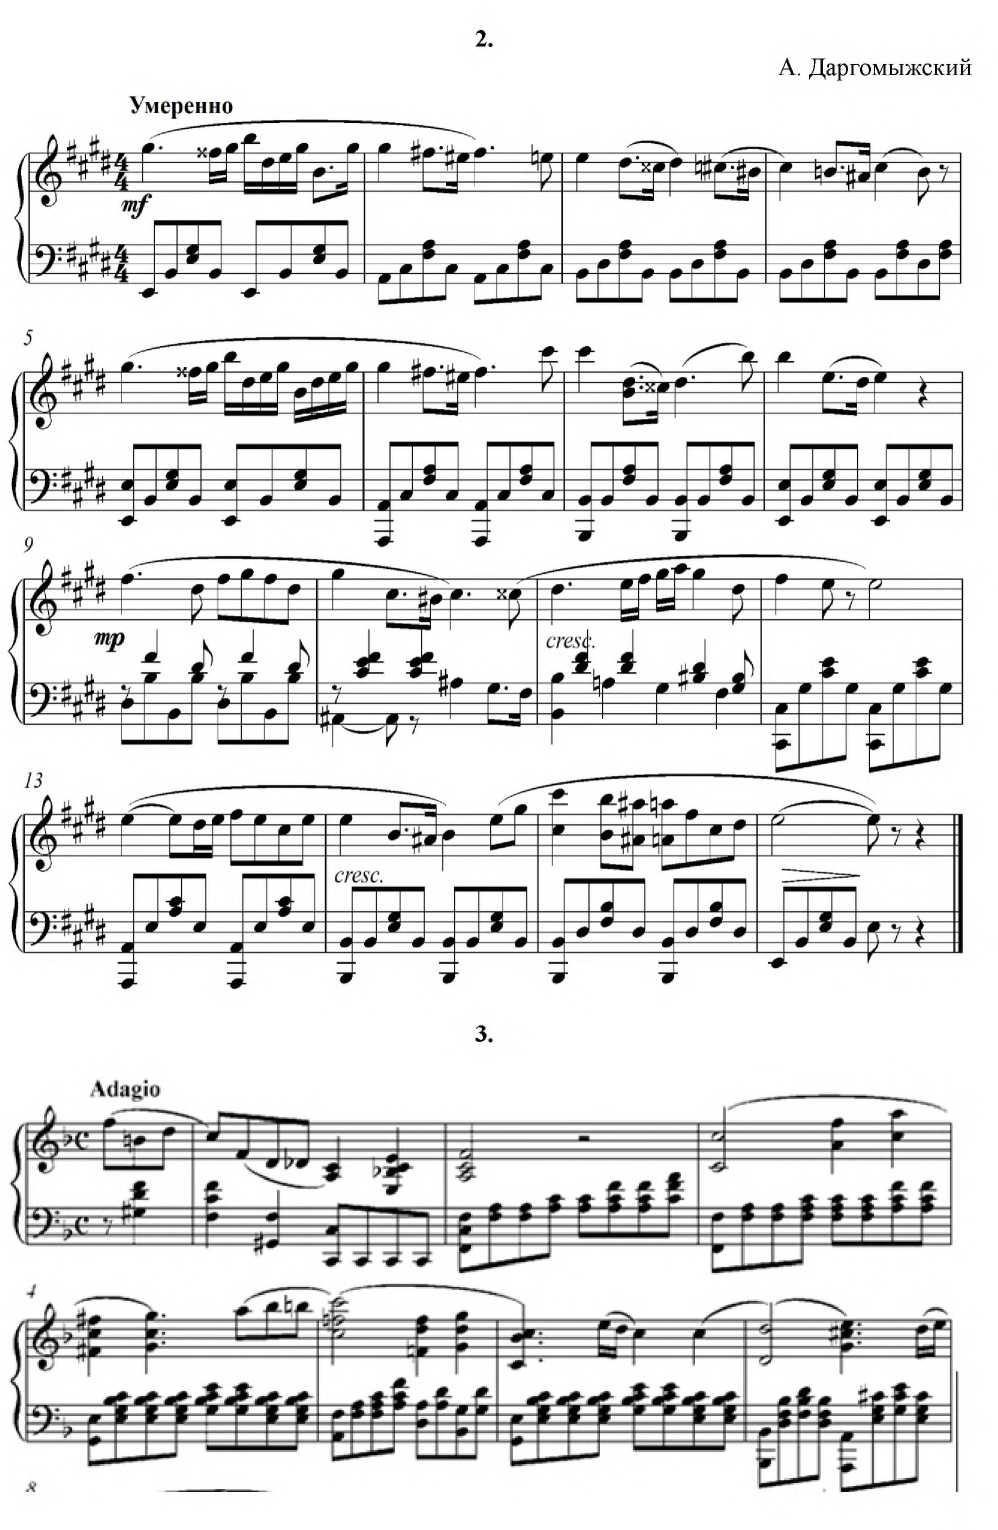 2.
А. Даргомыжский
Умеренно
mf
5
9
mp
cresc.
13
cresc.
3.
Adagio
4
8